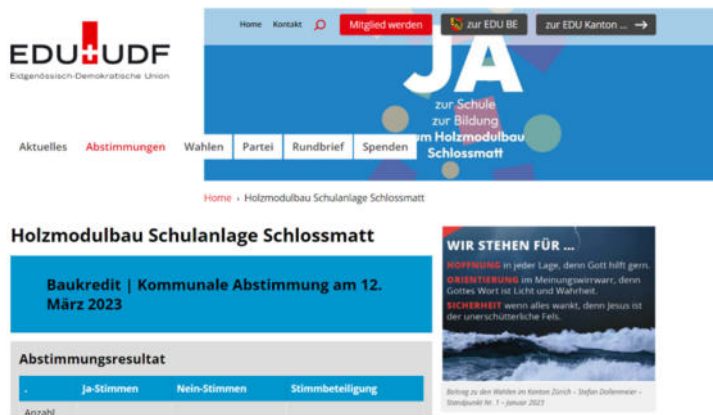 Home Kontakt Mitglied werden zur EDU BE zur EDU Kanton ... →
EDU UDF
Eidgenössisch-Demokratische Union
JA
zur Schule
zur Bildung
um Holzmodulbau
Schlossmatt
Aktuelles Abstimmungen Wahlen Partei Rundbrief Spenden
Home › Holzmodulbau Schulanlage Schlossmatt
Holzmodulbau Schulanlage Schlossmatt
Baukredit | Kommunale Abstimmung am 12.
März 2023
Abstimmungsresultat
. Ja-Stimmen Nein-Stimmen Stimmbeteiligung
Anzahl
WIR STEHEN FÜR ...
HOFFNUNG in jeder Lage, denn Gott hilft gern.
ORIENTIERUNG im Meinungswirrwarr, denn
Gottes Wort ist Licht und Wahrheit.
SICHERHEIT wenn alles wankt, denn Jesus ist
der unerschütterliche Fels.
Beitrag zu den Wahlen im Kanton Zürich – Stefan Dollenmeier –
Standpunkt Nr. 1 – Januar 2023